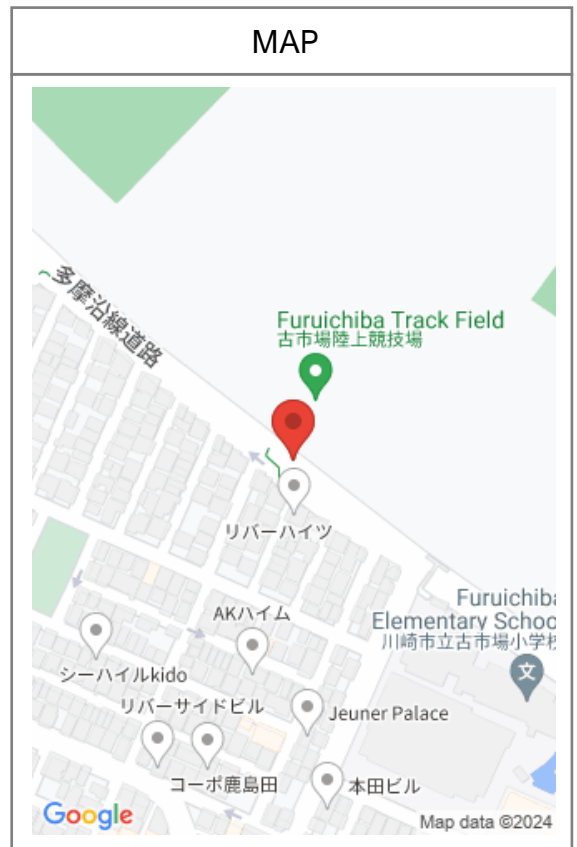 MAP
多摩沿線道路
Furuichiba Track Field
古市場陸上競技場
リバーハイツ
Furuichiba
Elementary Schoo
川崎市立古市場小学校
AKハイム
シーハイルkido
リバーサイドビル
Jeuner Palace
文
コーポ鹿島田
本田ビル
Google
Map data ©2024